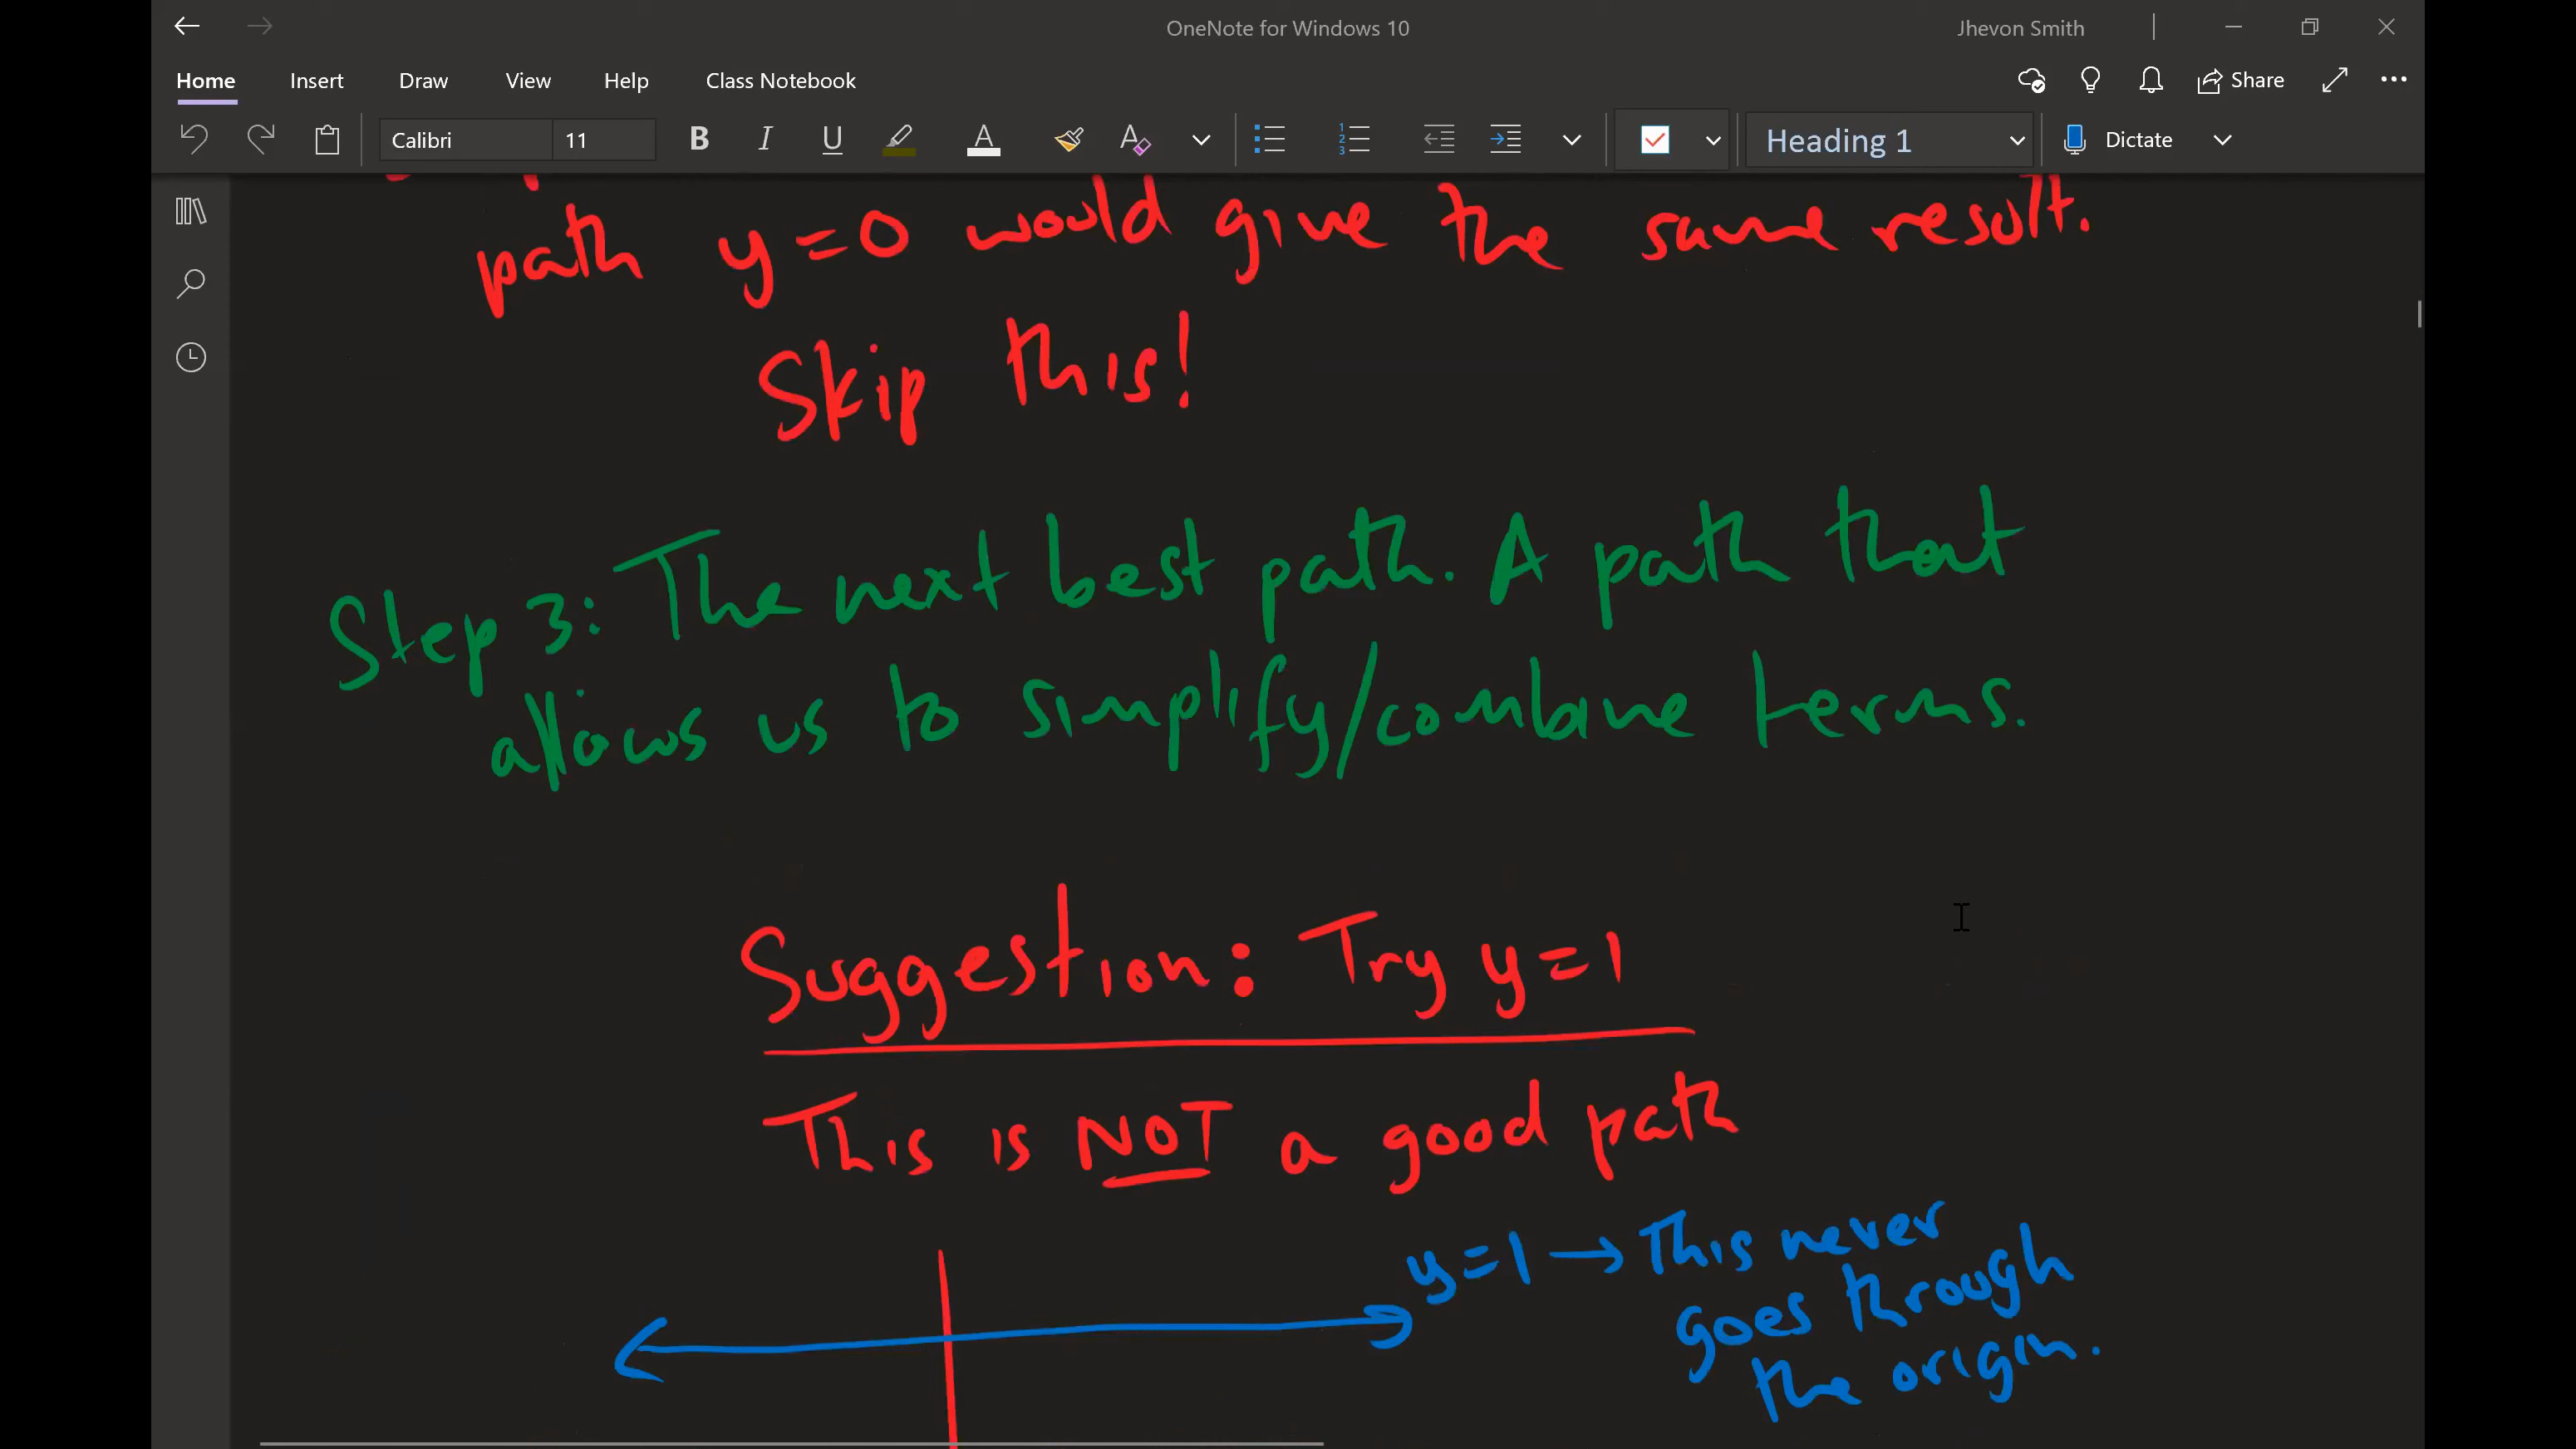 OneNote for Windows 10
Jhevon Smith
Home Insert Draw View Help Class Notebook
Share
Calibri 11 B I U A A Heading 1 Dictate
path y=0 would give the same result.
Skip this!
Step 3: The next best path. A path that
allows us to simplify/combine terms.
Suggestion: Try y=1
This is NOT a good path
y=1 → This never
goes through
the origin.